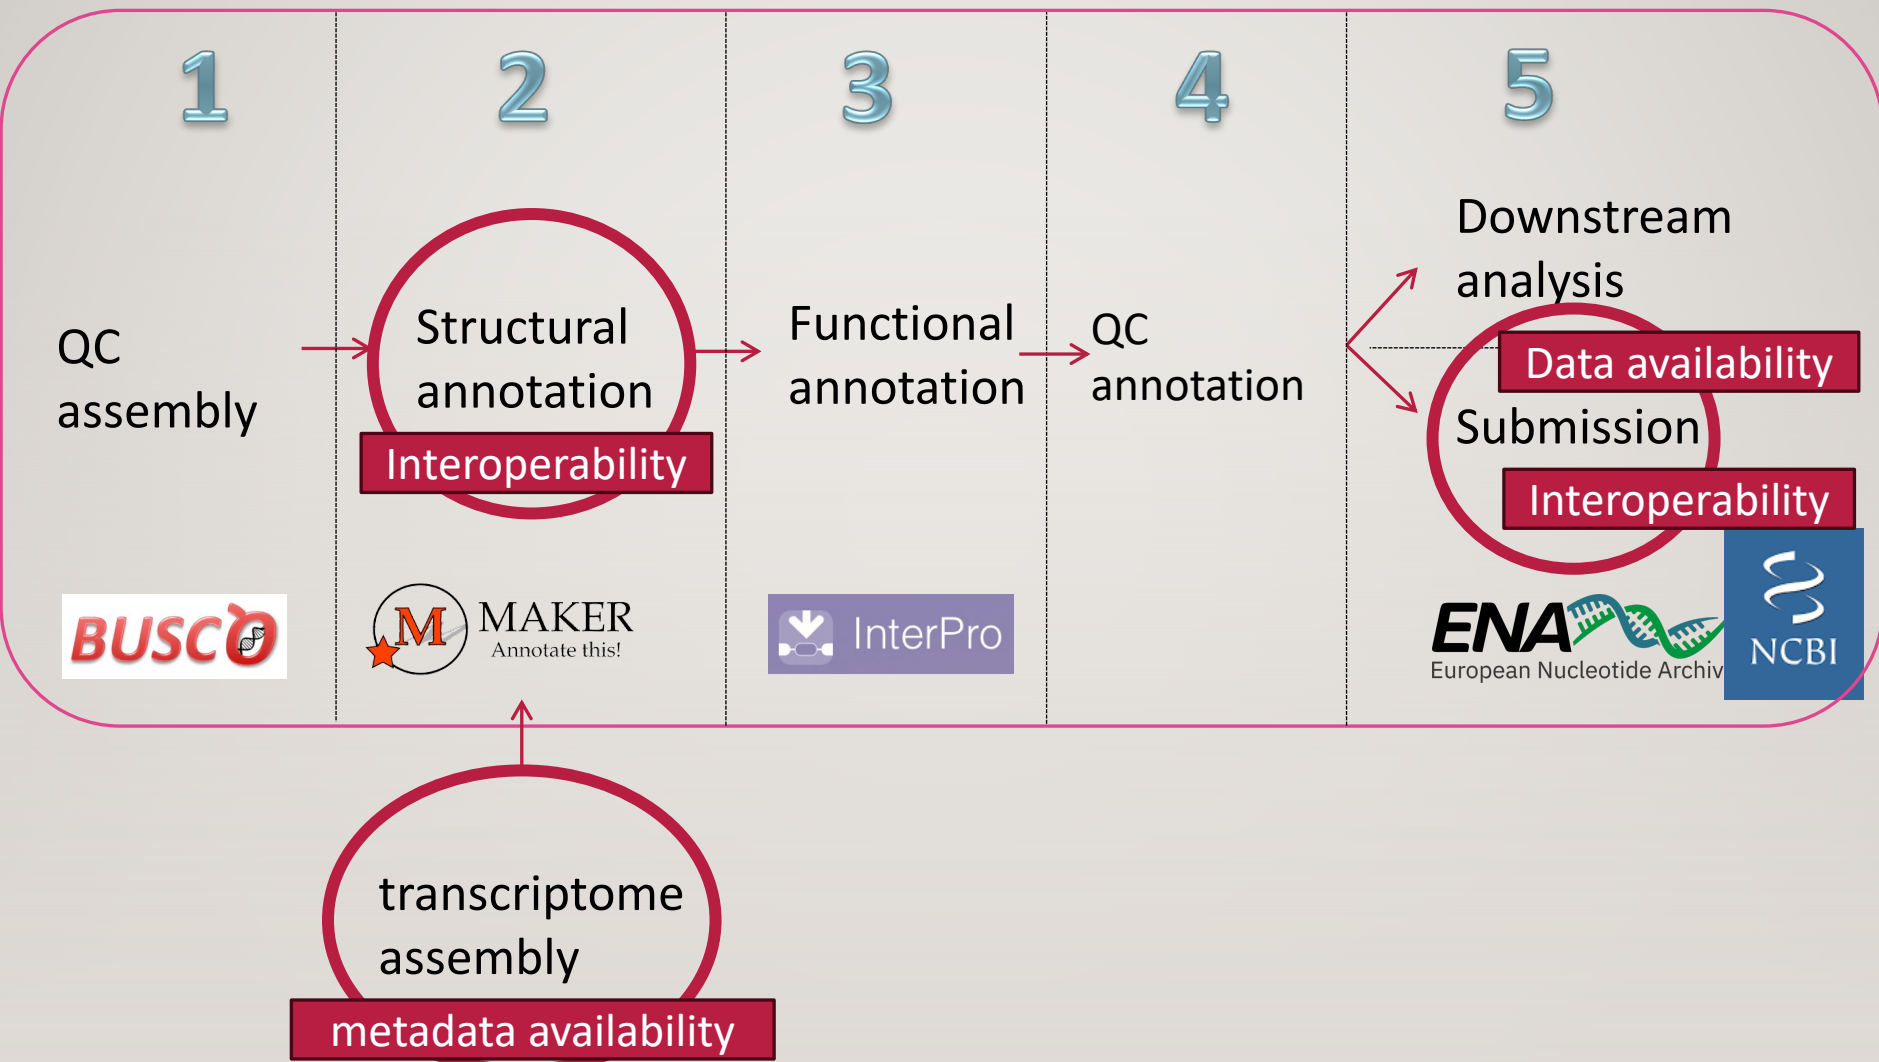 1
2
3
4
5
QC
assembly
Structural
annotation
Interoperability
Functional
annotation
QC
annotation
Downstream
analysis
Data availability
Submission
Interoperability
BUSCO
M
MAKER
Annotate this!
InterPro
ENA
European Nucleotide Archiv
NCBI
transcriptome
assembly
metadata availability